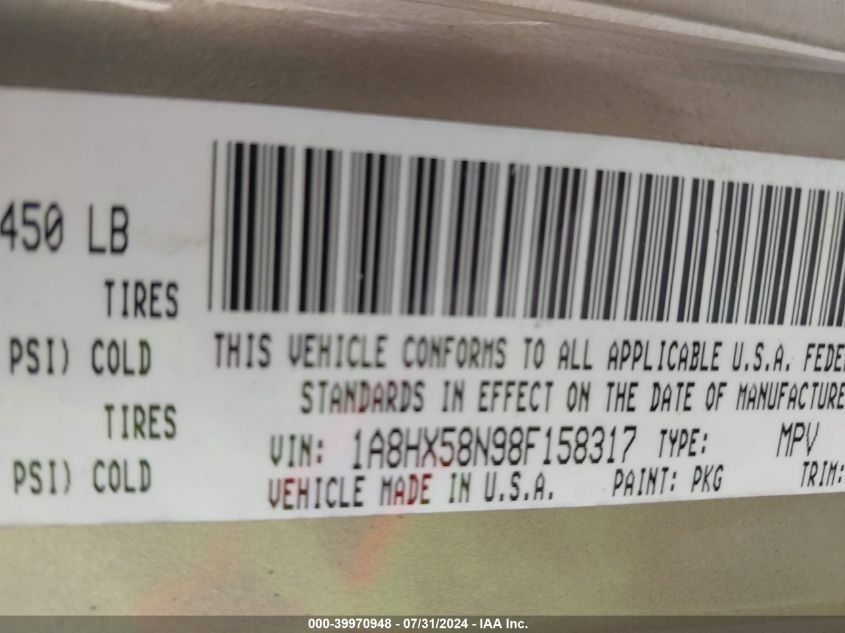 450 LB
TIRES
PSI) COLD
TIRES
PSI) COLD
THIS VEHICLE CONFORMS TO ALL APPLICABLE U.S.A. FEDE
STANDARDS IN EFFECT ON THE DATE OF MANUFACTURE
VIN: 1A8HX58N98F158317 TYPE: MPV
VEHICLE MADE IN U.S.A. PAINT: PKG TRIM:
000-39970948 - 07/31/2024 - IAA Inc.